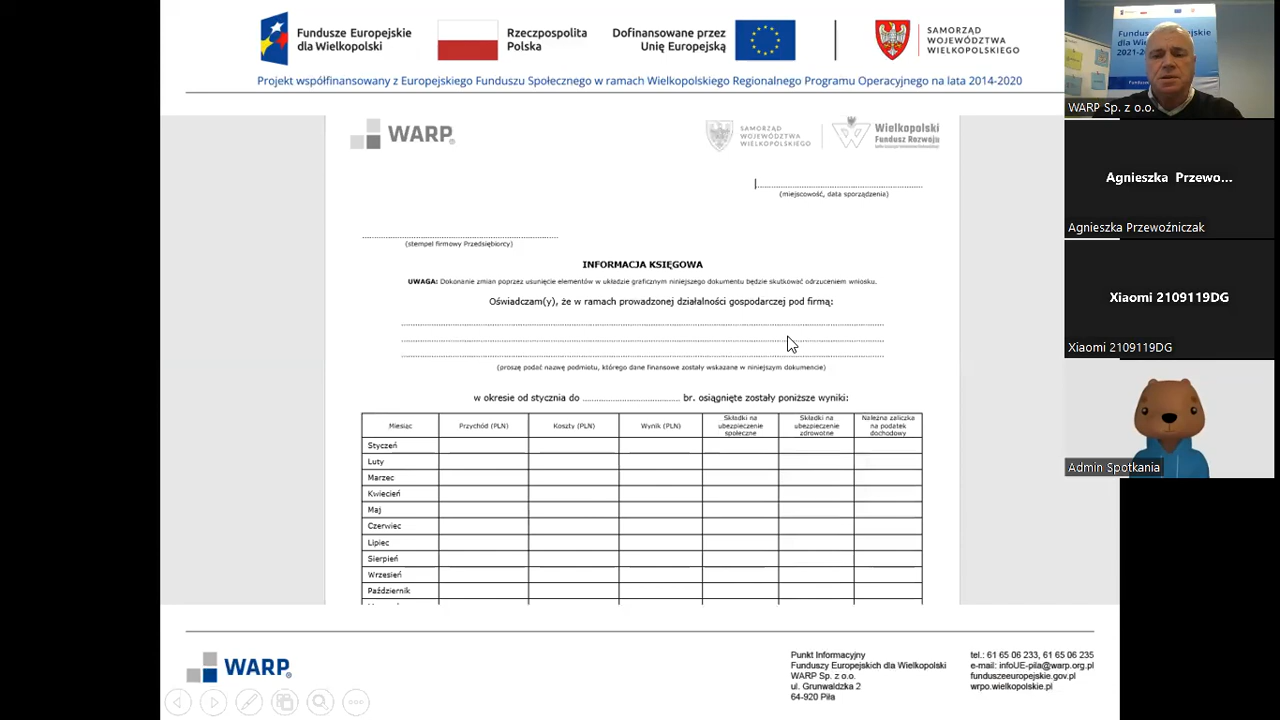 Fundusze Europejskie
dla Wielkopolski
Rzeczpospolita
Polska
Dofinansowane przez
Unię Europejską
SAMORZĄD
WOJEWÓDZTWA
WIELKOPOLSKIEGO
Projekt współfinansowany z Europejskiego Funduszu Społecznego w ramach Wielkopolskiego Regionalnego Programu Operacyjnego na lata 2014-2020
WARP
SAMORZĄD
WOJEWÓDZTWA
WIELKOPOLSKIEGO
Wielkopolski
Fundusz Rozwoju
(miejscowość, data sporządzenia)
(stempel firmowy Przedsiębiorcy)
INFORMACJA KSIĘGOWA
UWAGA: Dokonanie zmian poprzez usunięcie elementów w układzie graficznym niniejszego dokumentu będzie skutkować odrzuceniem wniosku.
Oświadczam(y), że w ramach prowadzonej działalności gospodarczej pod firmą:
(proszę podać nazwę podmiotu, którego dane finansowe zostały wskazane w niniejszym dokumencie)
w okresie od stycznia do .............................. br. osiągnięte zostały poniższe wyniki:
Miesiąc Przychód (PLN) Koszty (PLN) Wynik (PLN) Składki na ubezpieczenie społeczne Składki na ubezpieczenie zdrowotne Należna zaliczka na podatek dochodowy
Styczeń
Luty
Marzec
Kwiecień
Maj
Czerwiec
Lipiec
Sierpień
Wrzesień
Październik
WARP
Punkt Informacyjny
Funduszy Europejskich dla Wielkopolski
WARP Sp. z o.o.
ul. Grunwaldzka 2
64-920 Piła
tel.: 61 65 06 233, 61 65 06 235
e-mail: infoUE-pila@warp.org.pl
funduszeeuropejskie.gov.pl
wrpo.wielkopolskie.pl
WARP Sp. z o.o.
Agnieszka Przewo...
Agnieszka Przewoźniczak
Xiaomi 2109119DG
Xiaomi 2109119DG
Admin Spotkania